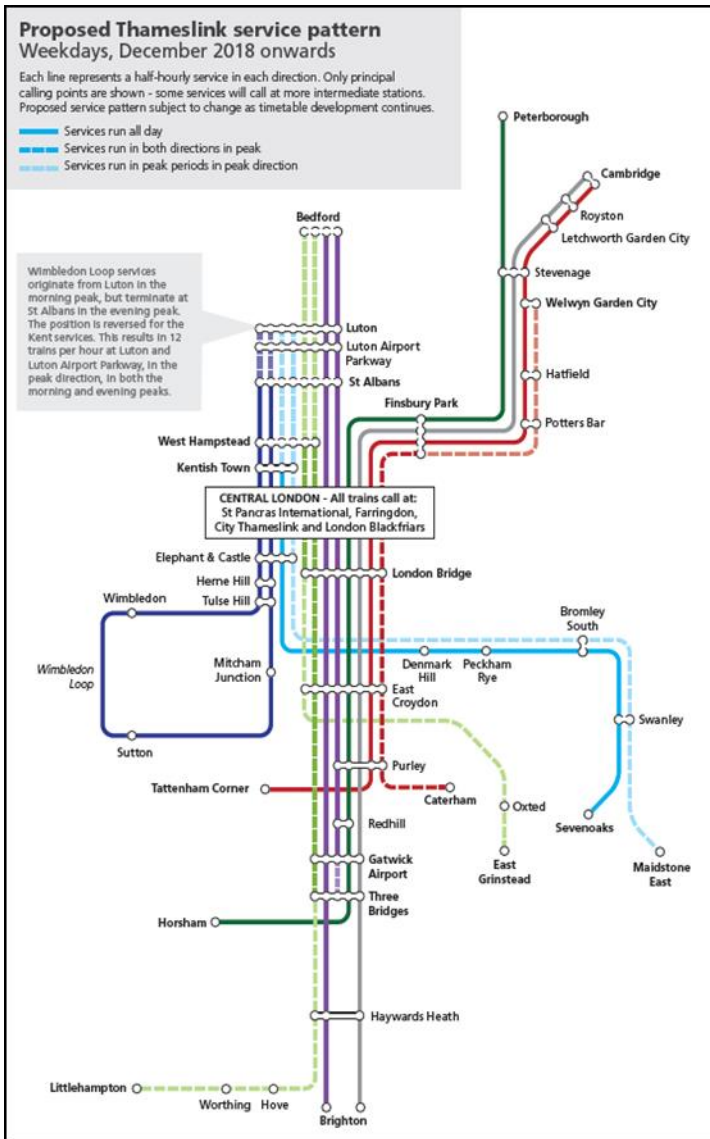 Proposed Thameslink service pattern
Weekdays, December 2018 onwards
Each line represents a half-hourly service in each direction. Only principal
calling points are shown - some services will call at more intermediate stations.
Proposed service pattern subject to change as timetable development continues.
Services run all day
Services run in both directions in peak
Services run in peak periods in peak direction
Peterborough
Cambridge
Royston
Letchworth Garden City
Bedford
Stevenage
Wimbledon Loop services
originate from Luton in the
morning peak, but terminate at
St Albans in the evening peak.
The position is reversed for the
Kent services. This results in 12
trains per hour at Luton and
Luton Airport Parkway, in the
peak direction, in both the
morning and evening peaks.
Welwyn Garden City
Luton
Luton Airport
Parkway
St Albans
Hatfield
Finsbury Park
Potters Bar
West Hampstead
Kentish Town
CENTRAL LONDON - All trains call at:
St Pancras International, Farringdon,
City Thameslink and London Blackfriars
Elephant & Castle
London Bridge
Herne Hill
Tulse Hill
Wimbledon
Bromley
South
Wimbledon
Loop
Mitcham
Junction
Denmark
Hill
Peckham
Rye
East
Croydon
Swanley
Sutton
Purley
Tattenham Corner
Caterham
Oxted
Redhill
Sevenoaks
East
Grinstead
Maidstone
East
Gatwick
Airport
Three
Bridges
Horsham
Haywards Heath
Littlehampton
Worthing
Hove
Brighton